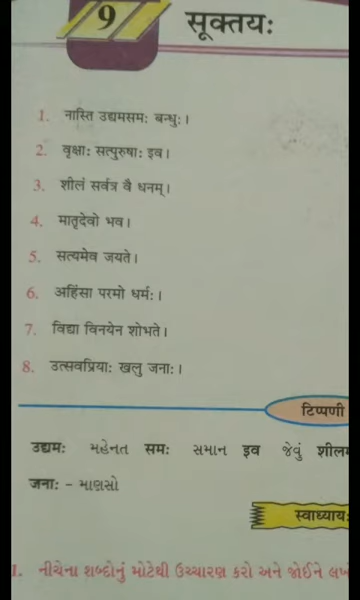 9 सूक्तयः
1. नास्ति उद्यमसमः बन्धुः।
2. वृक्षाः सत्पुरुषाः इव।
3. शीलं सर्वत्र वै धनम्।
4. मातृदेवो भव।
5. सत्यमेव जयते।
6. अहिंसा परमो धर्मः।
7. विद्या विनयेन शोभते।
8. उत्सवप्रियाः खलु जनाः।
टिप्पणी
उद्यमः મહેનત समः સમાન इव જેવું
जनाः - માણસો
स्वाध्यायः
1. નીચેના શબ્દોનું મોટેથી ઉચ્ચારણ કરો અને જોઈને